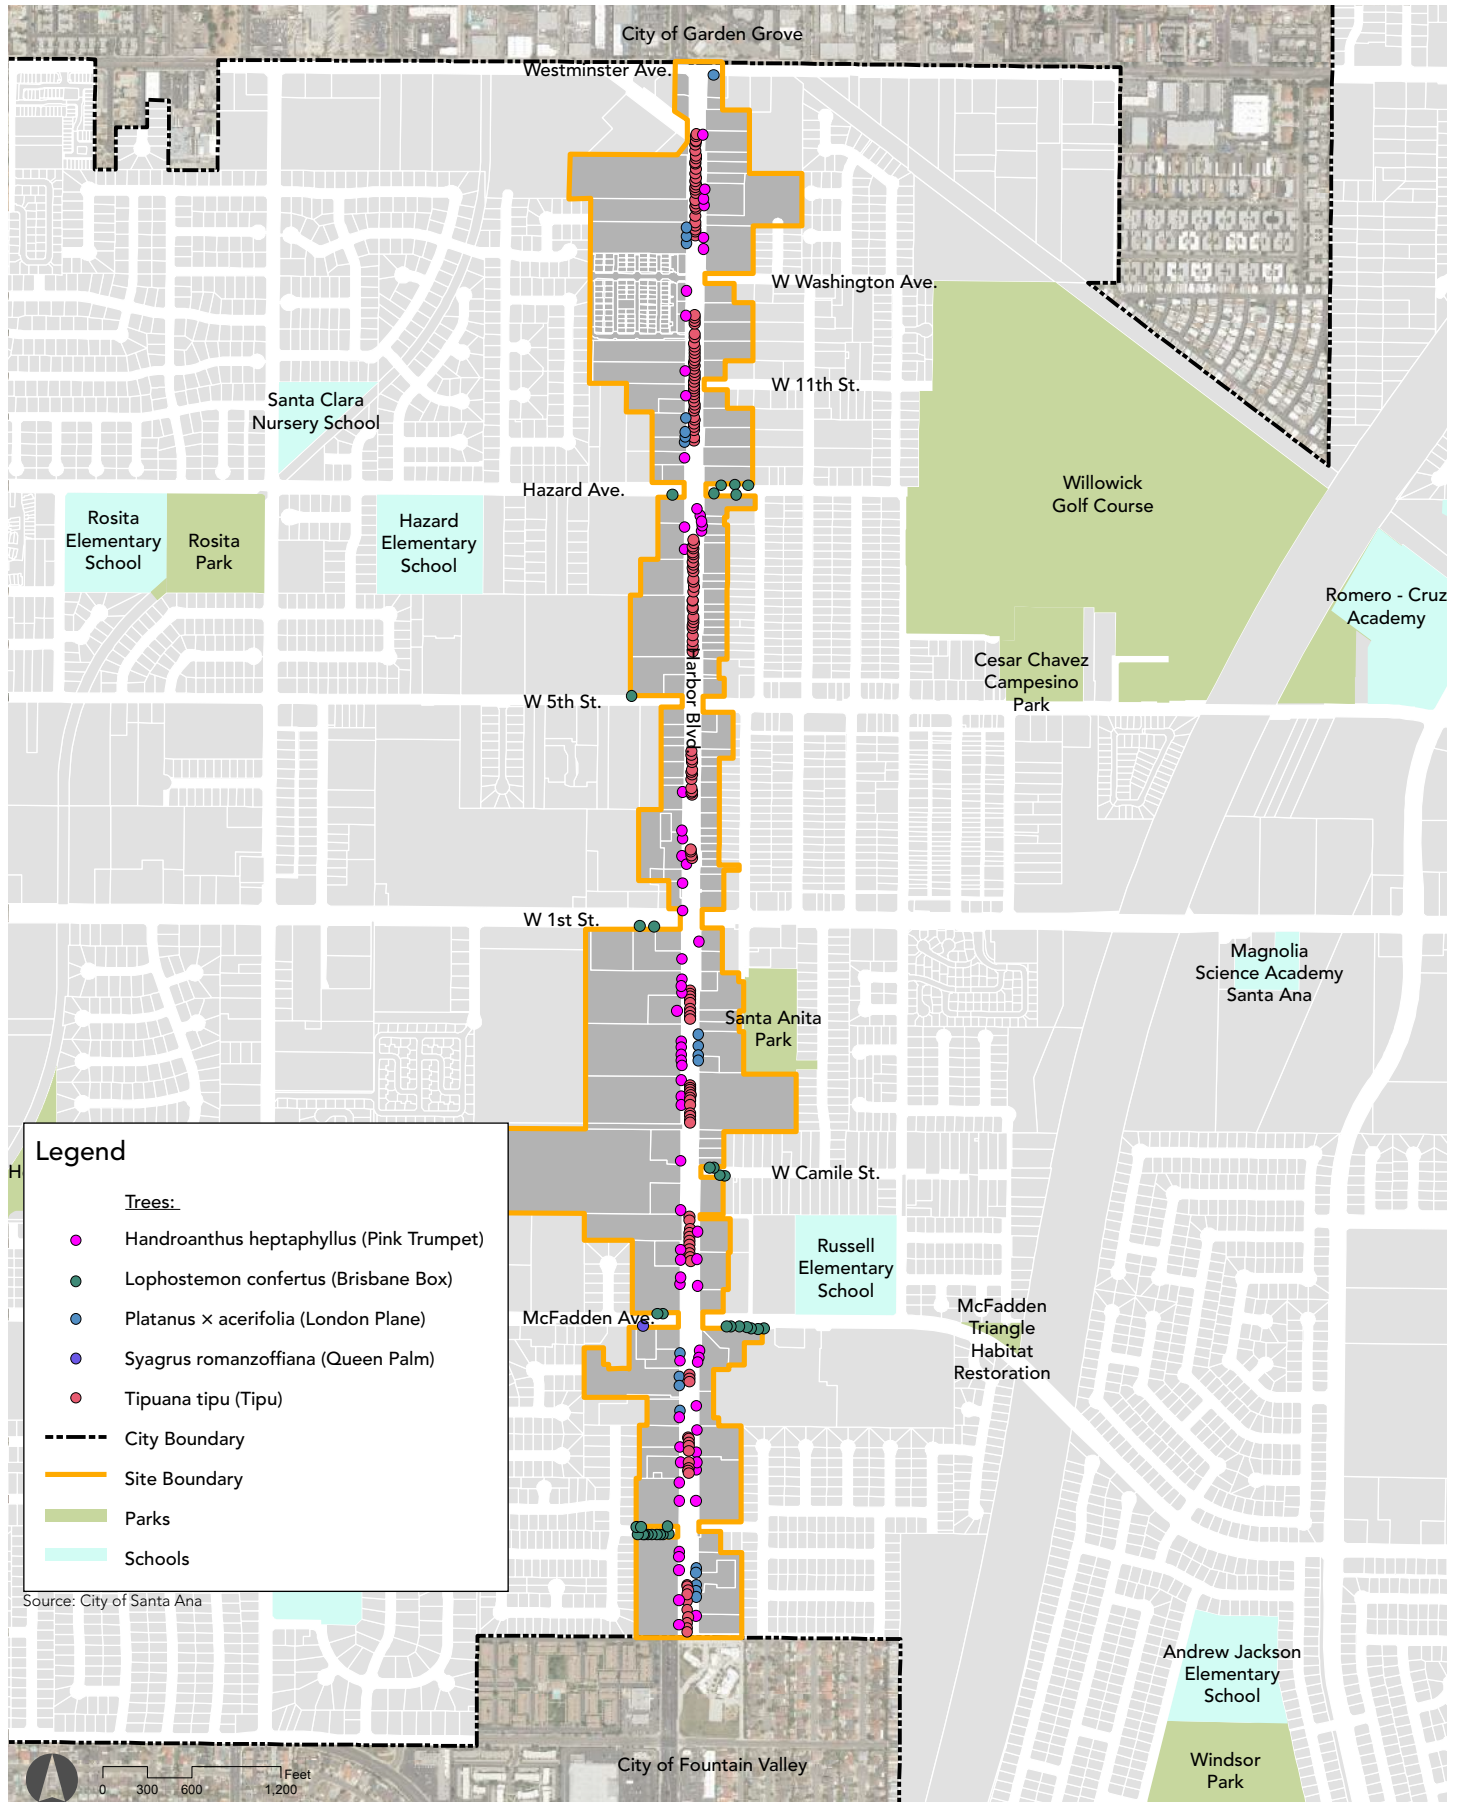 City of Garden Grove
Westminster Ave.
W Washington Ave.
W 11th St.
Santa Clara
Nursery School
Hazard Ave.
Willowick
Golf Course
Rosita
Elementary
School
Rosita
Park
Hazard
Elementary
School
Romero - Cruz
Academy
Cesar Chavez
Campesino
Park
Harbor Blvd.
W 5th St.
W 1st St.
Magnolia
Science Academy
Santa Ana
Santa Anita
Park
W Camile St.
Russell
Elementary
School
McFadden Ave.
McFadden
Triangle
Habitat
Restoration
Legend
Trees:
Handroanthus heptaphyllus (Pink Trumpet)
Lophostemon confertus (Brisbane Box)
Platanus × acerifolia (London Plane)
Syagrus romanzoffiana (Queen Palm)
Tipuana tipu (Tipu)
City Boundary
Site Boundary
Parks
Schools
Source: City of Santa Ana
Andrew Jackson
Elementary
School
Windsor
Park
City of Fountain Valley
Feet
0 300 600 1,200